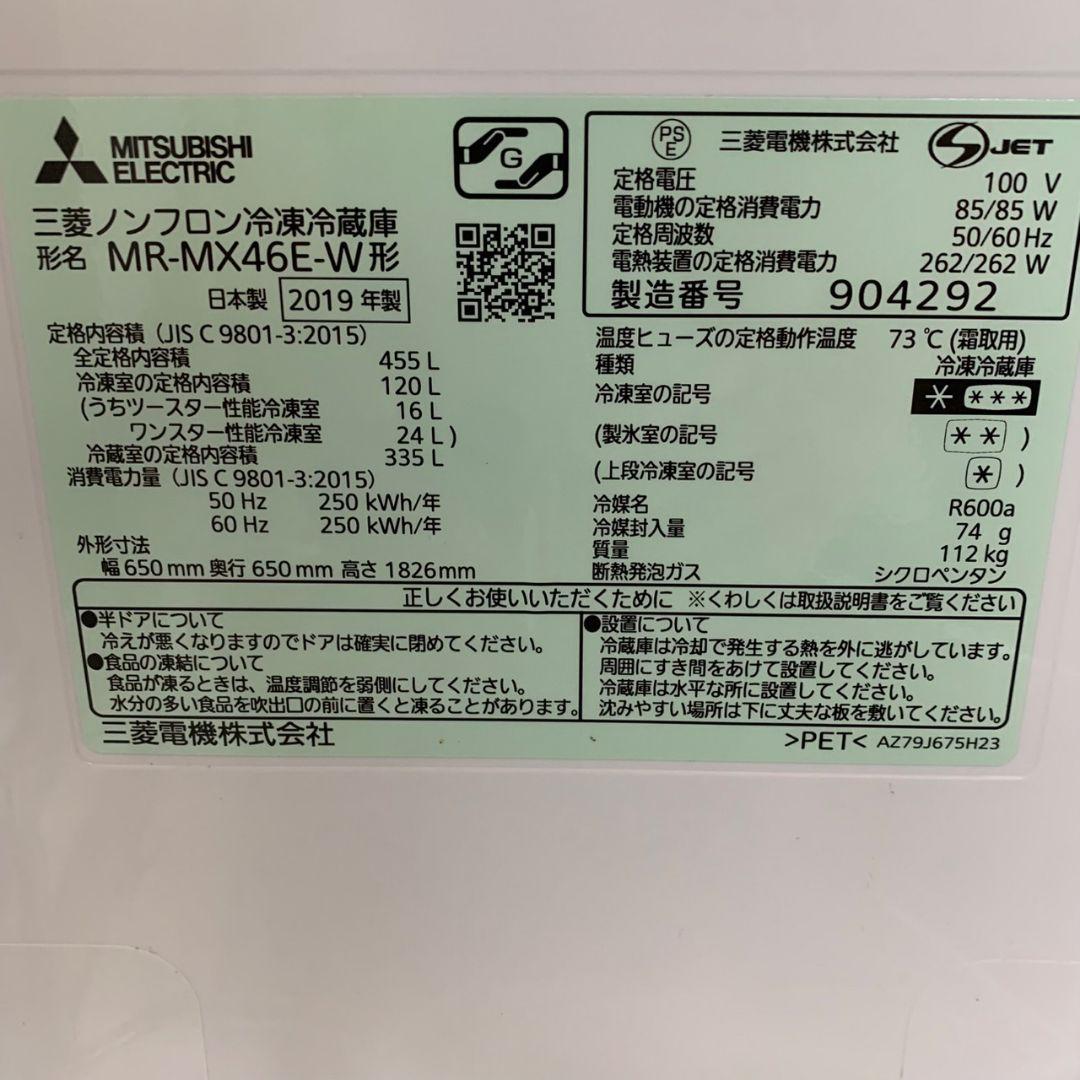 MITSUBISHI
ELECTRIC
G
三菱ノンフロン冷凍冷蔵庫
形名 MR-MX46E-W形
日本製 2019年製
定格内容積（JIS C 9801-3:2015）
全定格内容積 455 L
冷凍室の定格内容積 120 L
(うちツースター性能冷凍室 16 L
ワンスター性能冷凍室 24 L )
冷蔵室の定格内容積 335 L
消費電力量（JIS C 9801-3:2015）
50 Hz 250 kWh/年
60 Hz 250 kWh/年
外形寸法
幅 650 mm 奥行 650 mm 高さ 1826mm
PS
E
三菱電機株式会社
S JET
定格電圧 100 V
電動機の定格消費電力 85/85 W
定格周波数 50/60 Hz
電熱装置の定格消費電力 262/262 W
製造番号 904292
温度ヒューズの定格動作温度 73 ℃ (霜取用)
種類 冷凍冷蔵庫
冷凍室の記号 * ***
(製氷室の記号 ** )
(上段冷凍室の記号 * )
冷媒名 R600a
冷媒封入量 74 g
質量 112 kg
断熱発泡ガス シクロペンタン
正しくお使いいただくために ※くわしくは取扱説明書をご覧ください
●半ドアについて
冷えが悪くなりますのでドアは確実に閉めてください。
●食品の凍結について
食品が凍るときは、温度調節を弱側にしてください。
水分の多い食品を吹出口の前に置くと凍ることがあります。
●設置について
冷蔵庫は冷却で発生する熱を外に逃がしています。
周囲にすき間をあけて設置してください。
冷蔵庫は水平な所に設置してください。
沈みやすい場所は下に丈夫な板を敷いてください。
三菱電機株式会社
>PET< AZ79J675H23